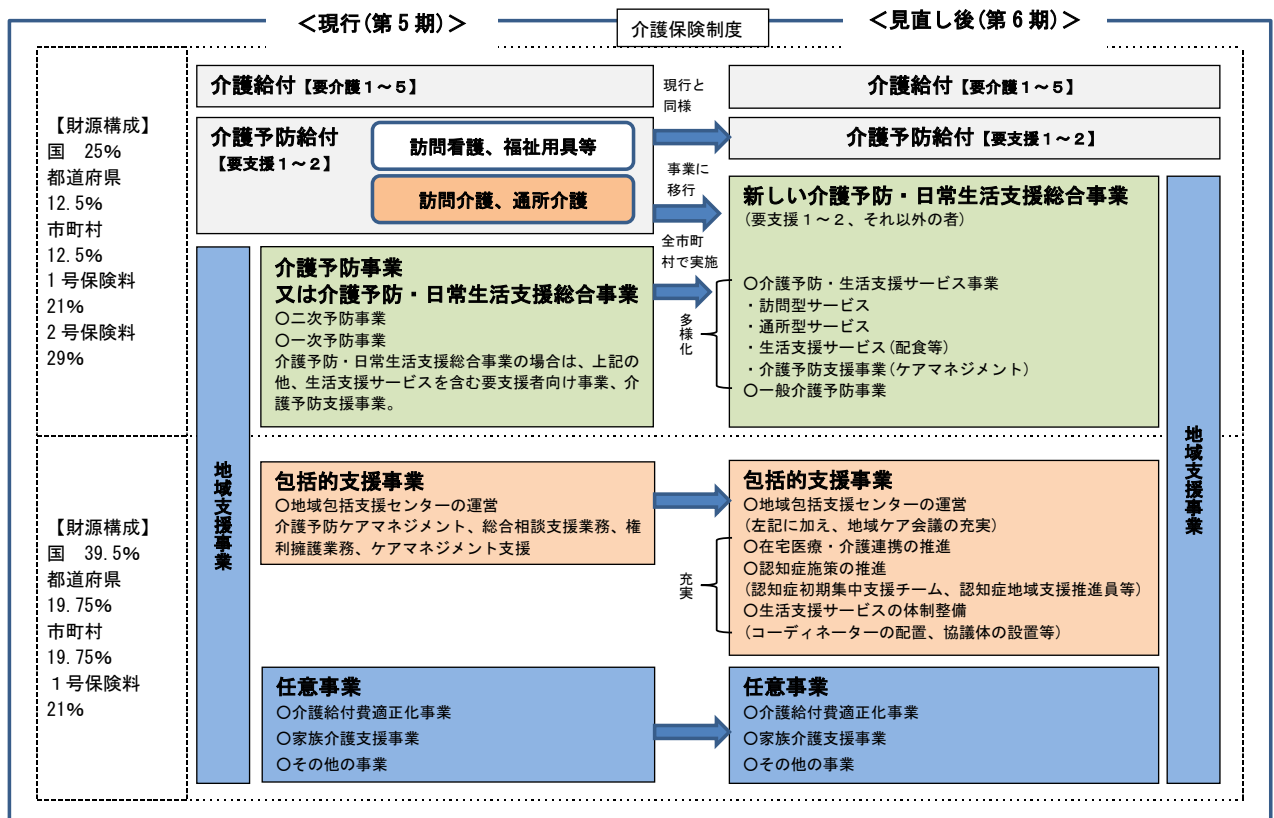 ＜現行(第５期)＞
介護保険制度
＜見直し後(第６期)＞
【財源構成】
国　25%
都道府県
12.5%
市町村
12.5%
１号保険料
21%
２号保険料
29%
介護給付【要介護１～５】
現行と
同様
介護給付【要介護１～５】
介護予防給付
【要支援１～２】
訪問看護、福祉用具等
訪問介護、通所介護
介護予防給付【要支援１～２】
事業に
移行
新しい介護予防・日常生活支援総合事業
(要支援１～２、それ以外の者)
全市町
村で実施
介護予防事業
又は介護予防・日常生活支援総合事業
○二次予防事業
○一次予防事業
介護予防・日常生活支援総合事業の場合は、上記の
他、生活支援サービスを含む要支援者向け事業、介
護予防支援事業。
多様化
○介護予防・生活支援サービス事業
・訪問型サービス
・通所型サービス
・生活支援サービス(配食等)
・介護予防支援事業(ケアマネジメント)
○一般介護予防事業
【財源構成】
国　39.5%
都道府県
19.75%
市町村
19.75%
１号保険料
21%
地域支援事業
包括的支援事業
○地域包括支援センターの運営
介護予防ケアマネジメント、総合相談支援業務、権
利擁護業務、ケアマネジメント支援
充実
包括的支援事業
○地域包括支援センターの運営
(左記に加え、地域ケア会議の充実)
○在宅医療・介護連携の推進
○認知症施策の推進
(認知症初期集中支援チーム、認知症地域支援推進員等)
○生活支援サービスの体制整備
(コーディネーターの配置、協議体の設置等)
地域支援事業
任意事業
○介護給付費適正化事業
○家族介護支援事業
○その他の事業
任意事業
○介護給付費適正化事業
○家族介護支援事業
○その他の事業